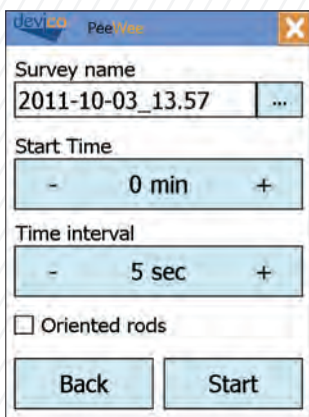 devico PeeWee
Survey name
2011-10-03_13.57 ...
Start Time
- 0 min +
Time interval
- 5 sec +
Oriented rods
Back Start